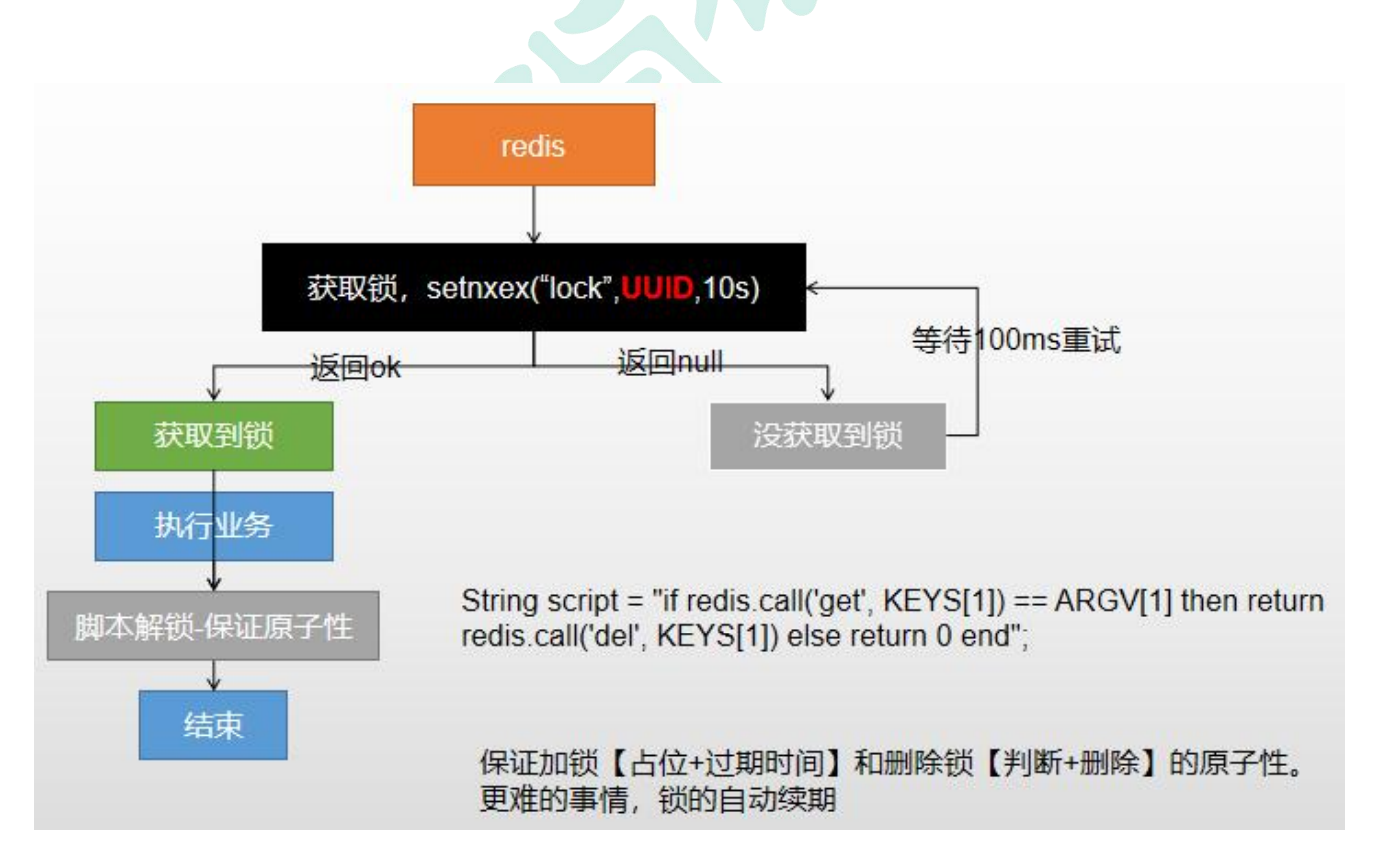 redis
获取锁，setnxex(“lock”,UUID,10s)
等待100ms重试
返回ok
返回null
获取到锁
没获取到锁
执行业务
脚本解锁-保证原子性
String script = "if redis.call('get', KEYS[1]) == ARGV[1] then return
redis.call('del', KEYS[1]) else return 0 end";
结束
保证加锁【占位+过期时间】和删除锁【判断+删除】的原子性。
更难的事情，锁的自动续期